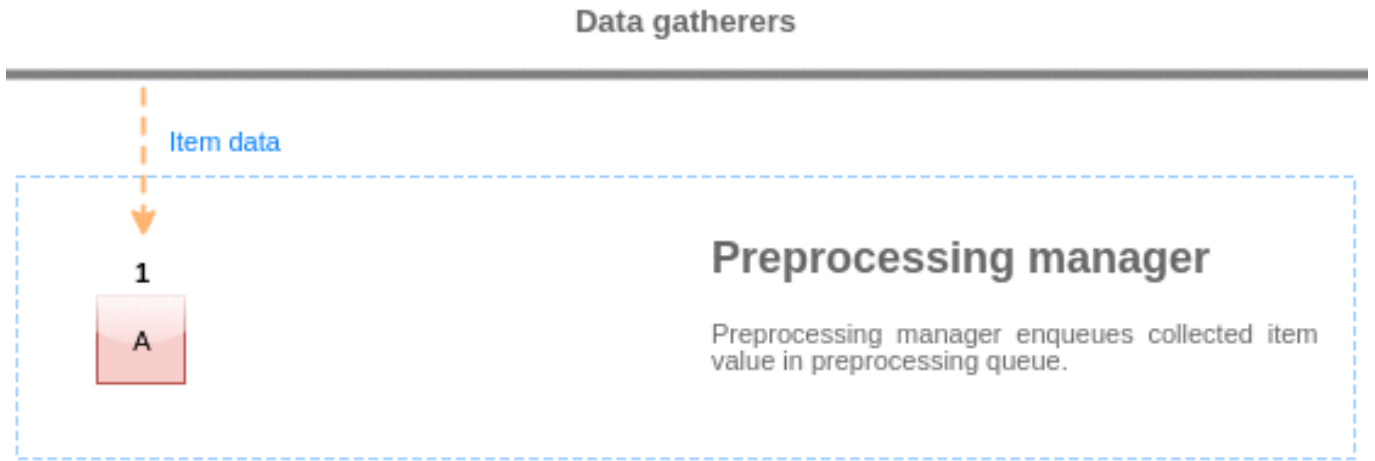 Data gatherers
Item data
1
A
Preprocessing manager
Preprocessing manager enqueues collected item
value in preprocessing queue.